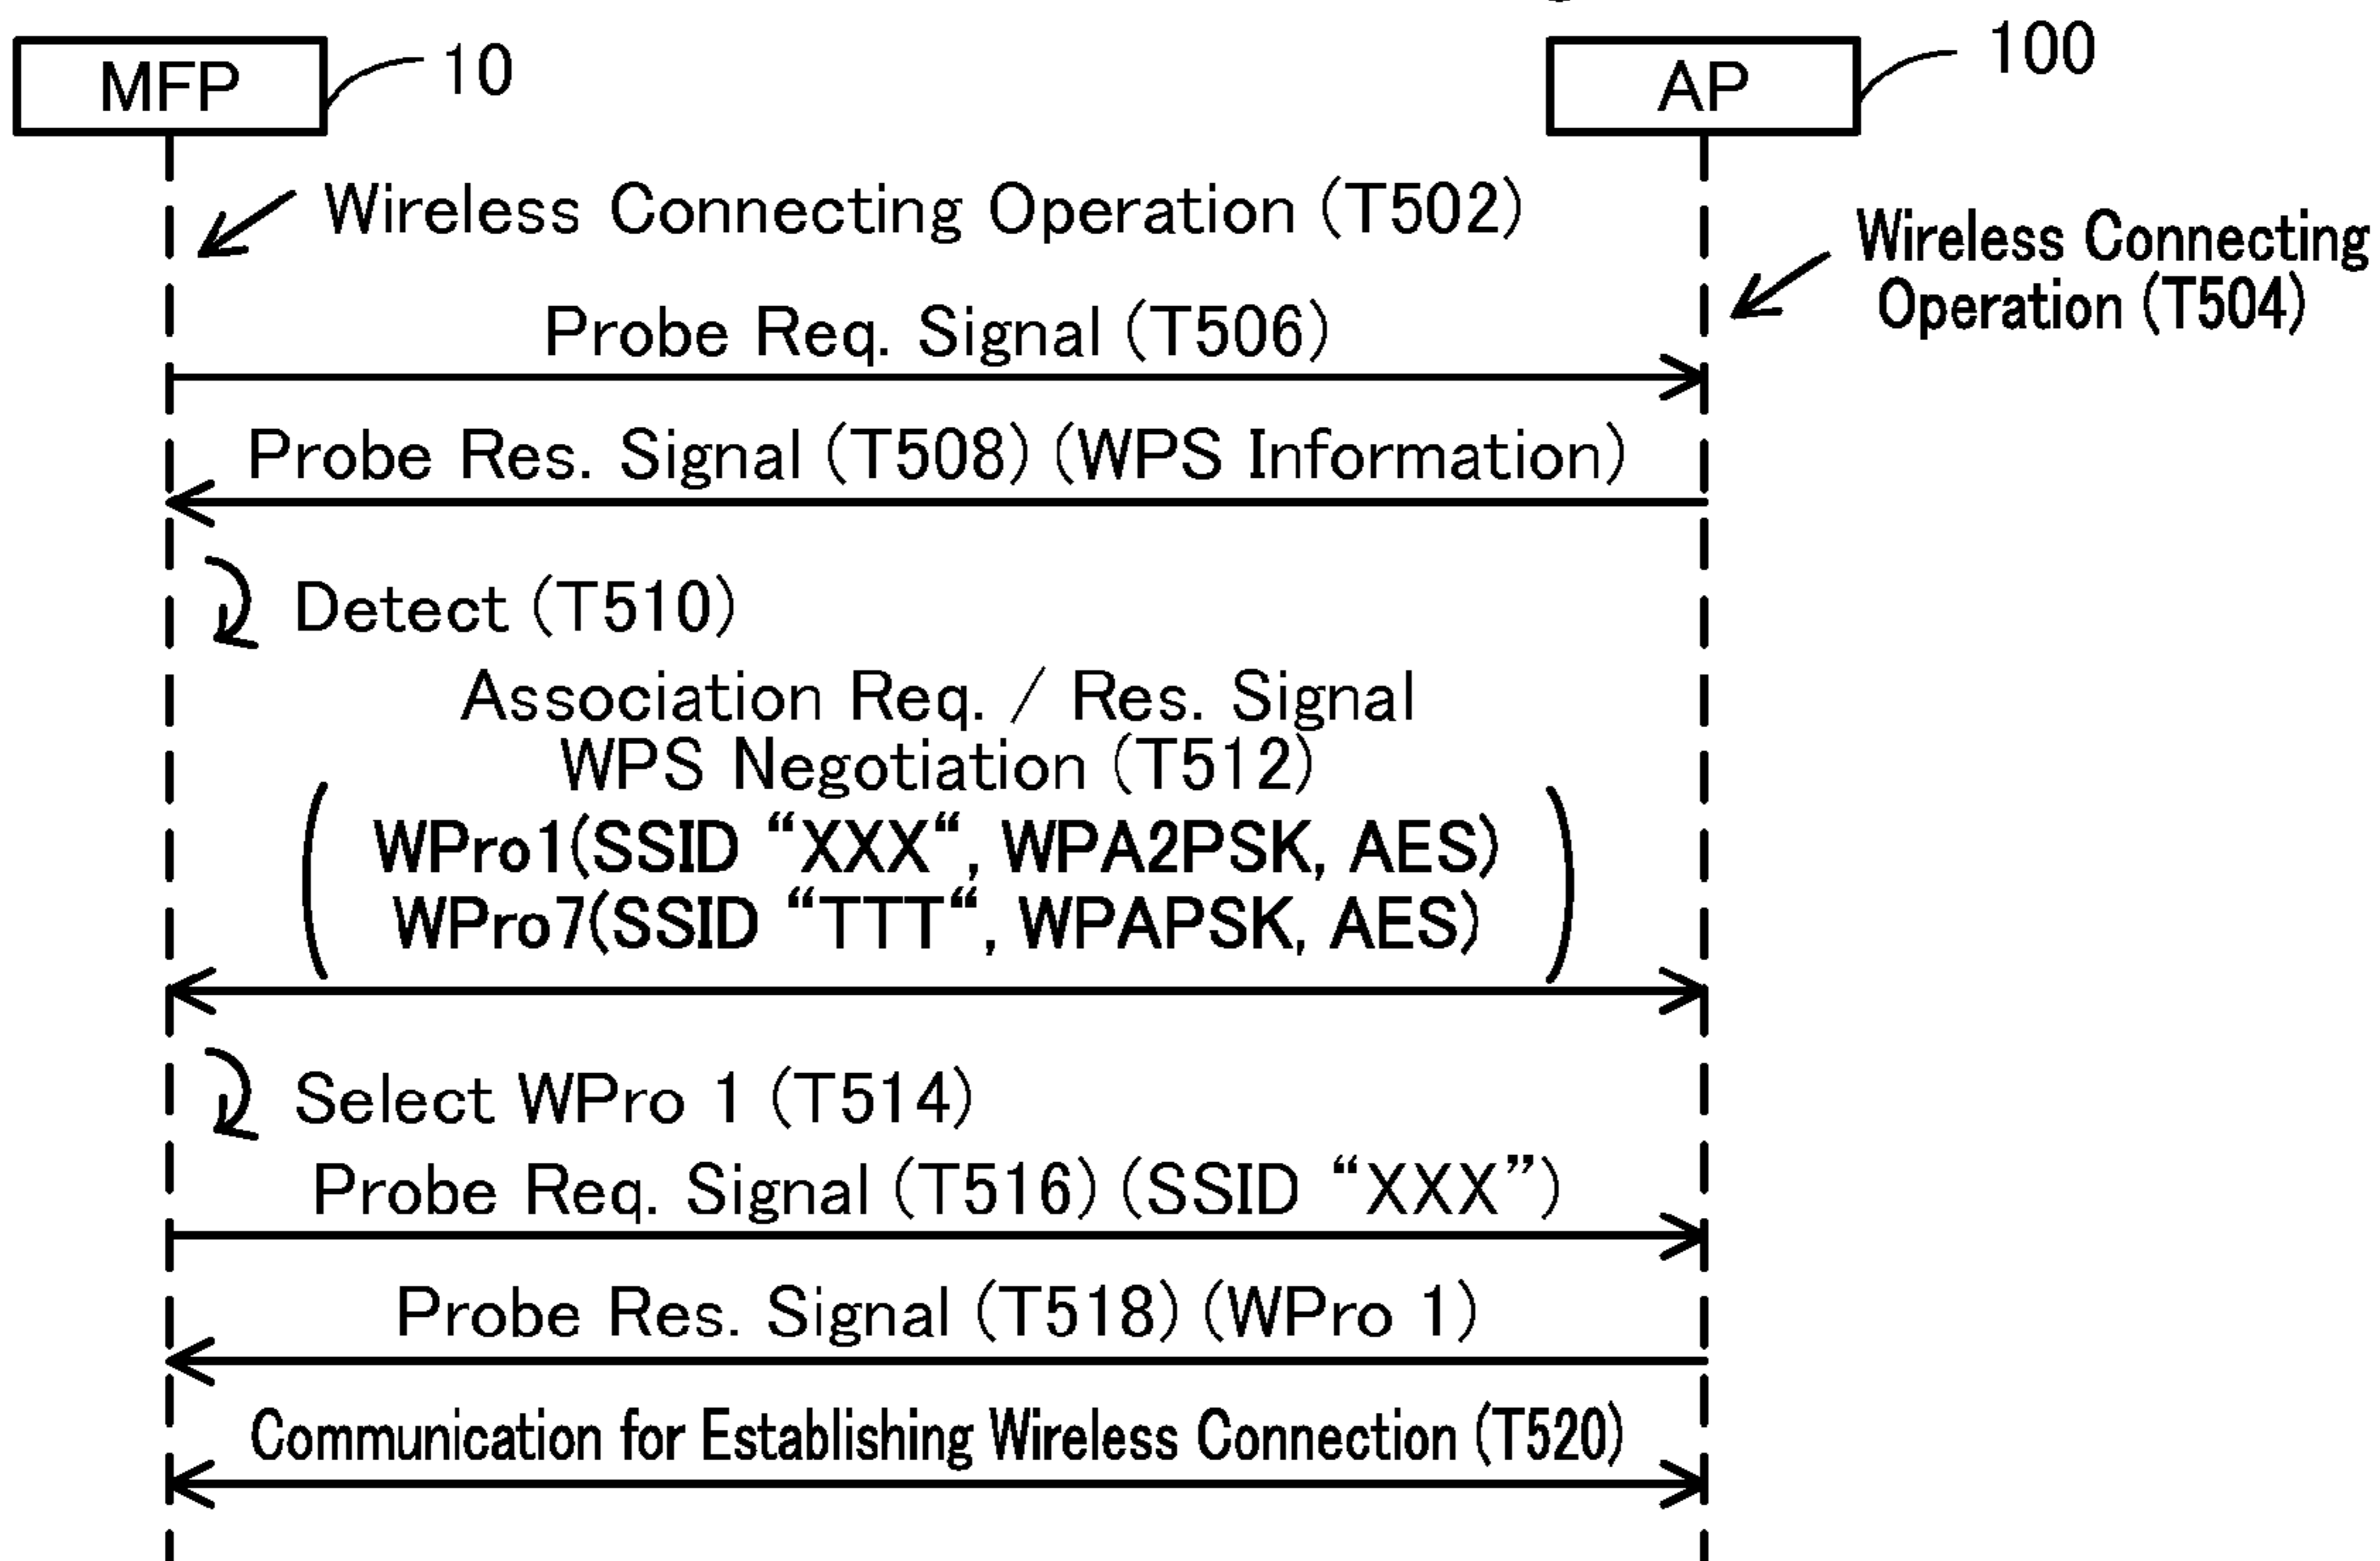 MFP
10
AP
100
Wireless Connecting Operation (T502)
Wireless Connecting
Operation (T504)
Probe Req. Signal (T506)
Probe Res. Signal (T508) (WPS Information)
Detect (T510)
Association Req. / Res. Signal
WPS Negotiation (T512)
WPro1(SSID “XXX“, WPA2PSK, AES)
WPro7(SSID “TTT“, WPAPSK, AES)
Select WPro 1 (T514)
Probe Req. Signal (T516) (SSID “XXX”)
Probe Res. Signal (T518) (WPro 1)
Communication for Establishing Wireless Connection (T520)